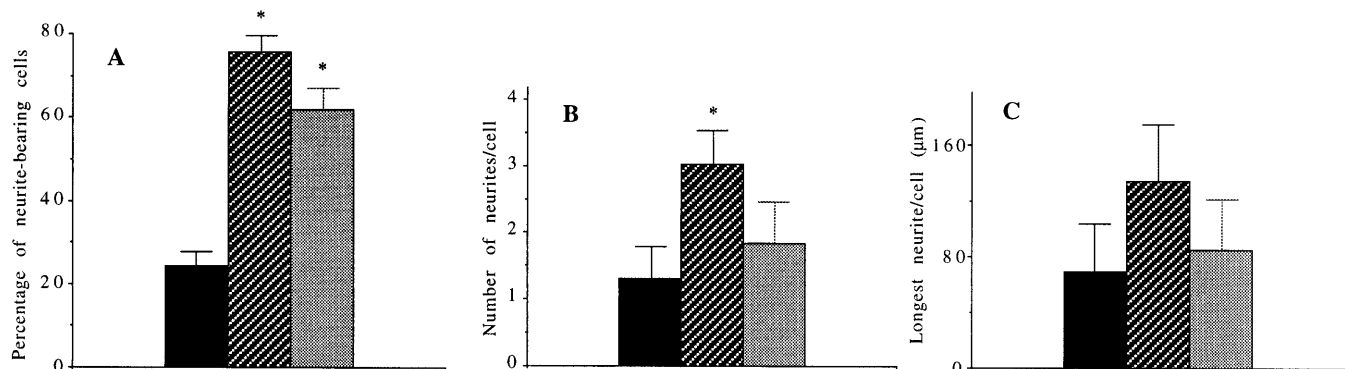 Percentage of neurite-bearing cells
80
60
40
20
0
A
*
*
Number of neurites/cell
4
3
2
1
0
B
*
Longest neurite/cell (μm)
160
80
0
C